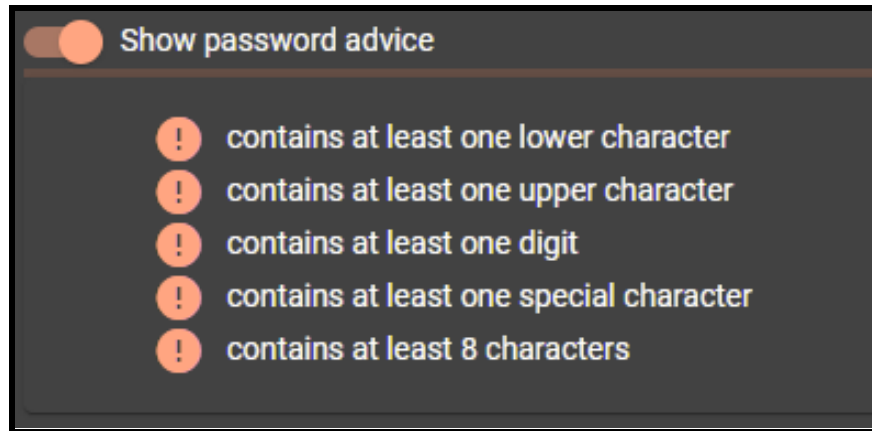 Show password advice
! contains at least one lower character
! contains at least one upper character
! contains at least one digit
! contains at least one special character
! contains at least 8 characters